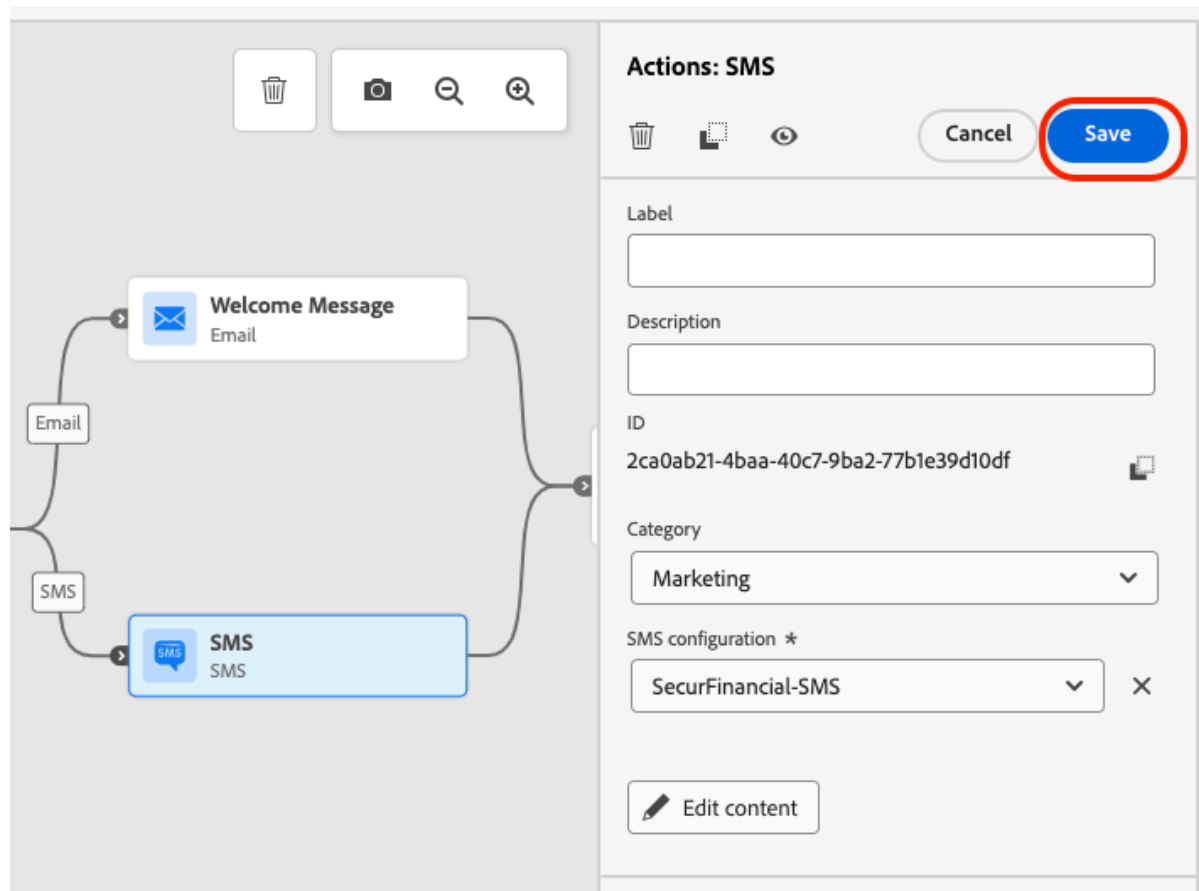 Actions: SMS
Cancel
Save
Label
Description
ID
2ca0ab21-4baa-40c7-9ba2-77b1e39d10df
Category
Marketing
SMS configuration *
SecurFinancial-SMS
Edit content
Welcome Message
Email
Email
SMS
SMS
SMS
SMS